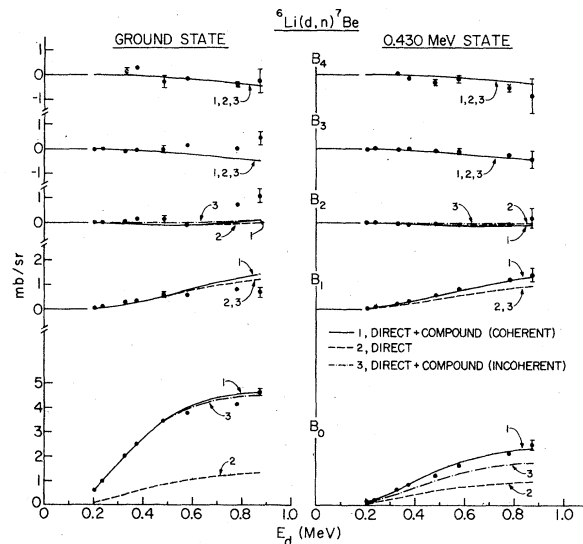 ⁶Li(d,n)⁷Be
GROUND STATE
0.430 MeV STATE
1
0
-1
1,2,3
B₄
1,2,3
1
0
-1
1,2,3
B₃
1,2,3
1
0
3
2
1
B₂
3
2
1
mb/sr
2
1
0
1
2,3
B₁
1
2,3
1, DIRECT + COMPOUND (COHERENT)
2, DIRECT
3, DIRECT + COMPOUND (INCOHERENT)
5
4
3
2
1
0
1
3
2
B₀
1
3
2
0 0.2 0.4 0.6 0.8 1.0
0 0.2 0.4 0.6 0.8 1.0
E_d (MeV)